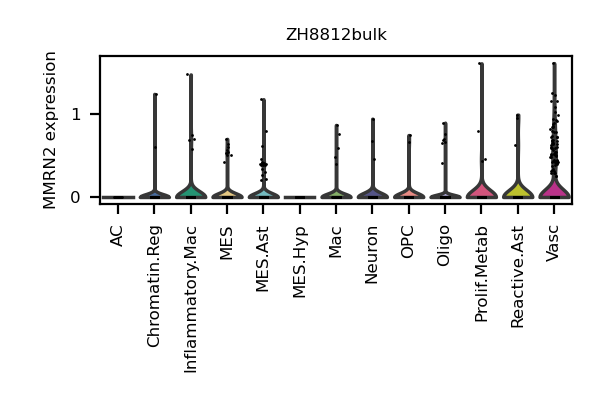 ZH8812bulk
MMRN2 expression
1
0
AC
Chromatin.Reg
Inflammatory.Mac
MES
MES.Ast
MES.Hyp
Mac
Neuron
OPC
Oligo
Prolif.Metab
Reactive.Ast
Vasc